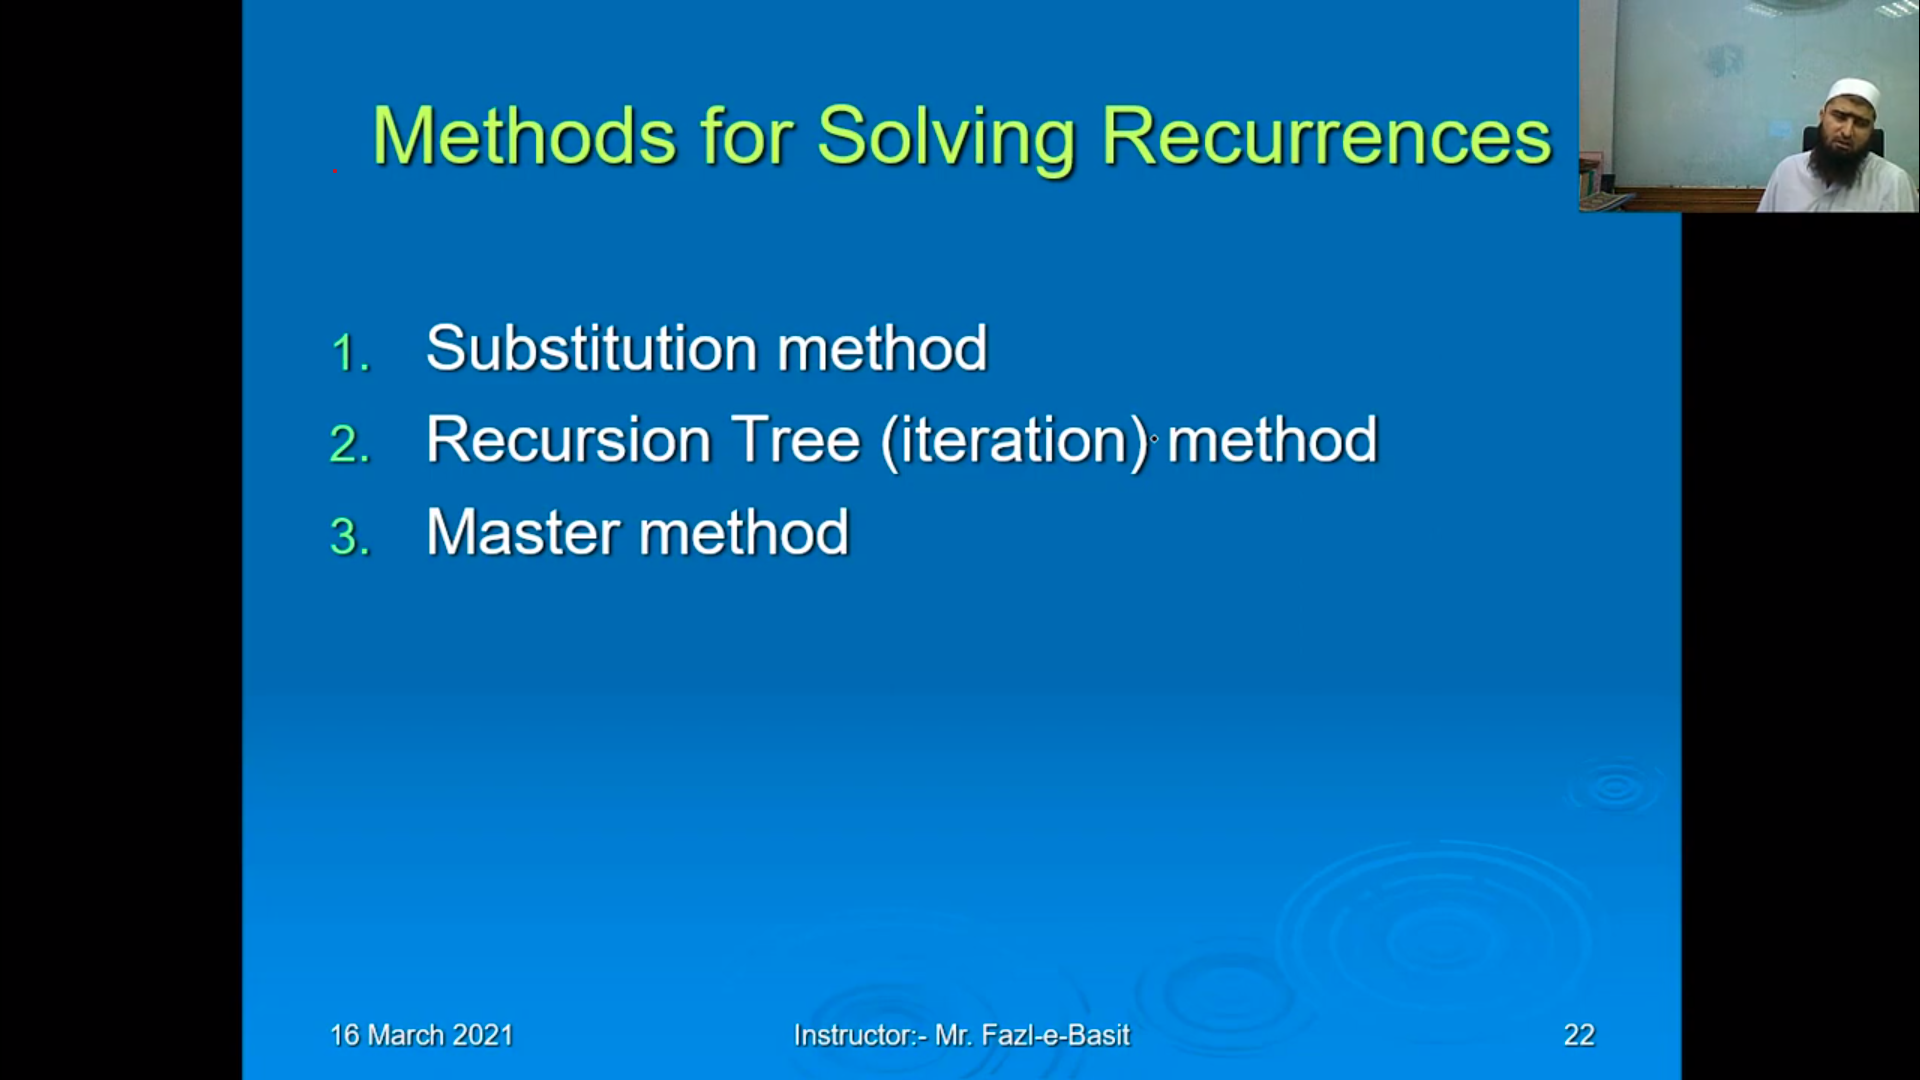 Methods for Solving Recurrences
1. Substitution method
2. Recursion Tree (iteration) method
3. Master method
16 March 2021 Instructor:- Mr. Fazl-e-Basit 22